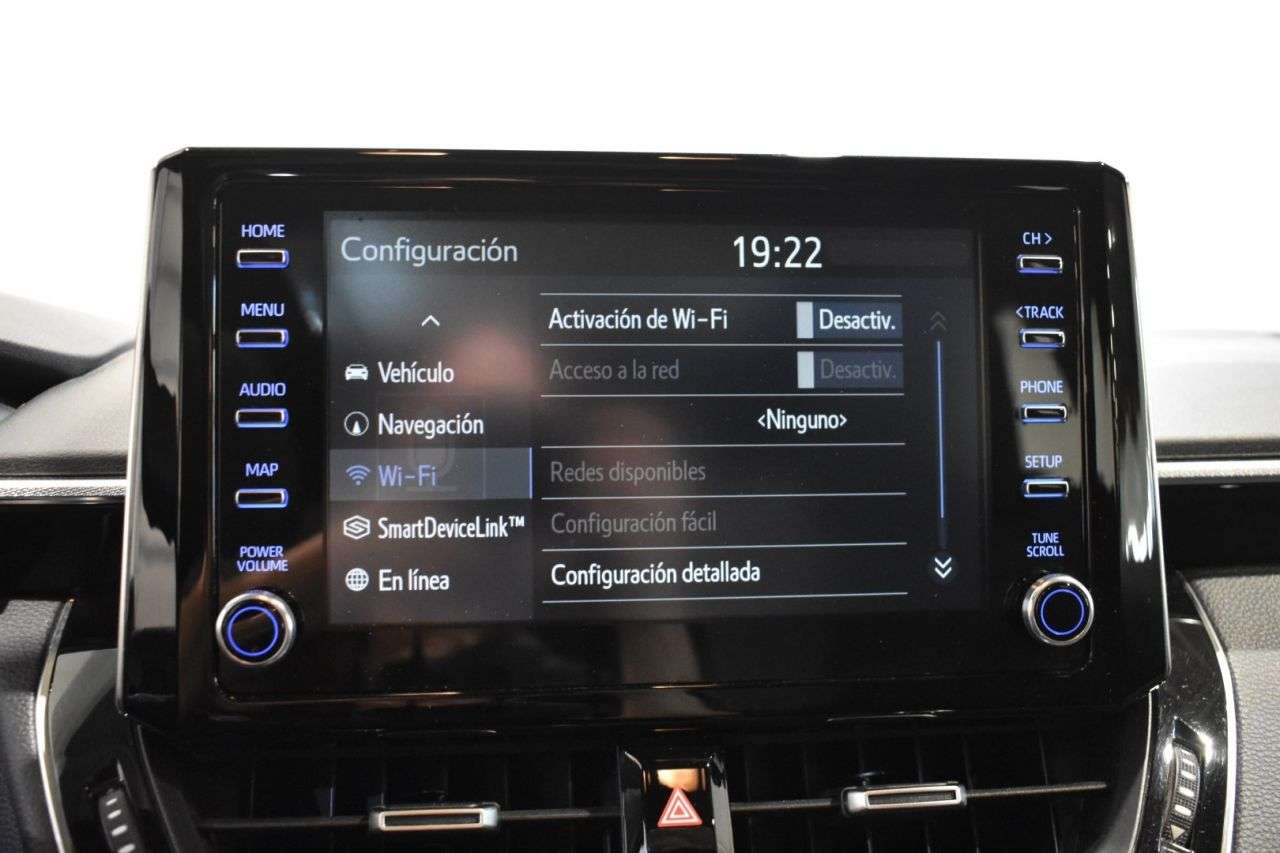 HOME
MENU
AUDIO
MAP
POWER
VOLUME
Configuración
19:22
Vehículo
Navegación
Wi-Fi
SmartDeviceLink™
En línea
Activación de Wi-Fi Desactiv.
Acceso a la red Desactiv.
<Ninguno>
Redes disponibles
Configuración fácil
Configuración detallada
CH >
< TRACK
PHONE
SETUP
TUNE
SCROLL